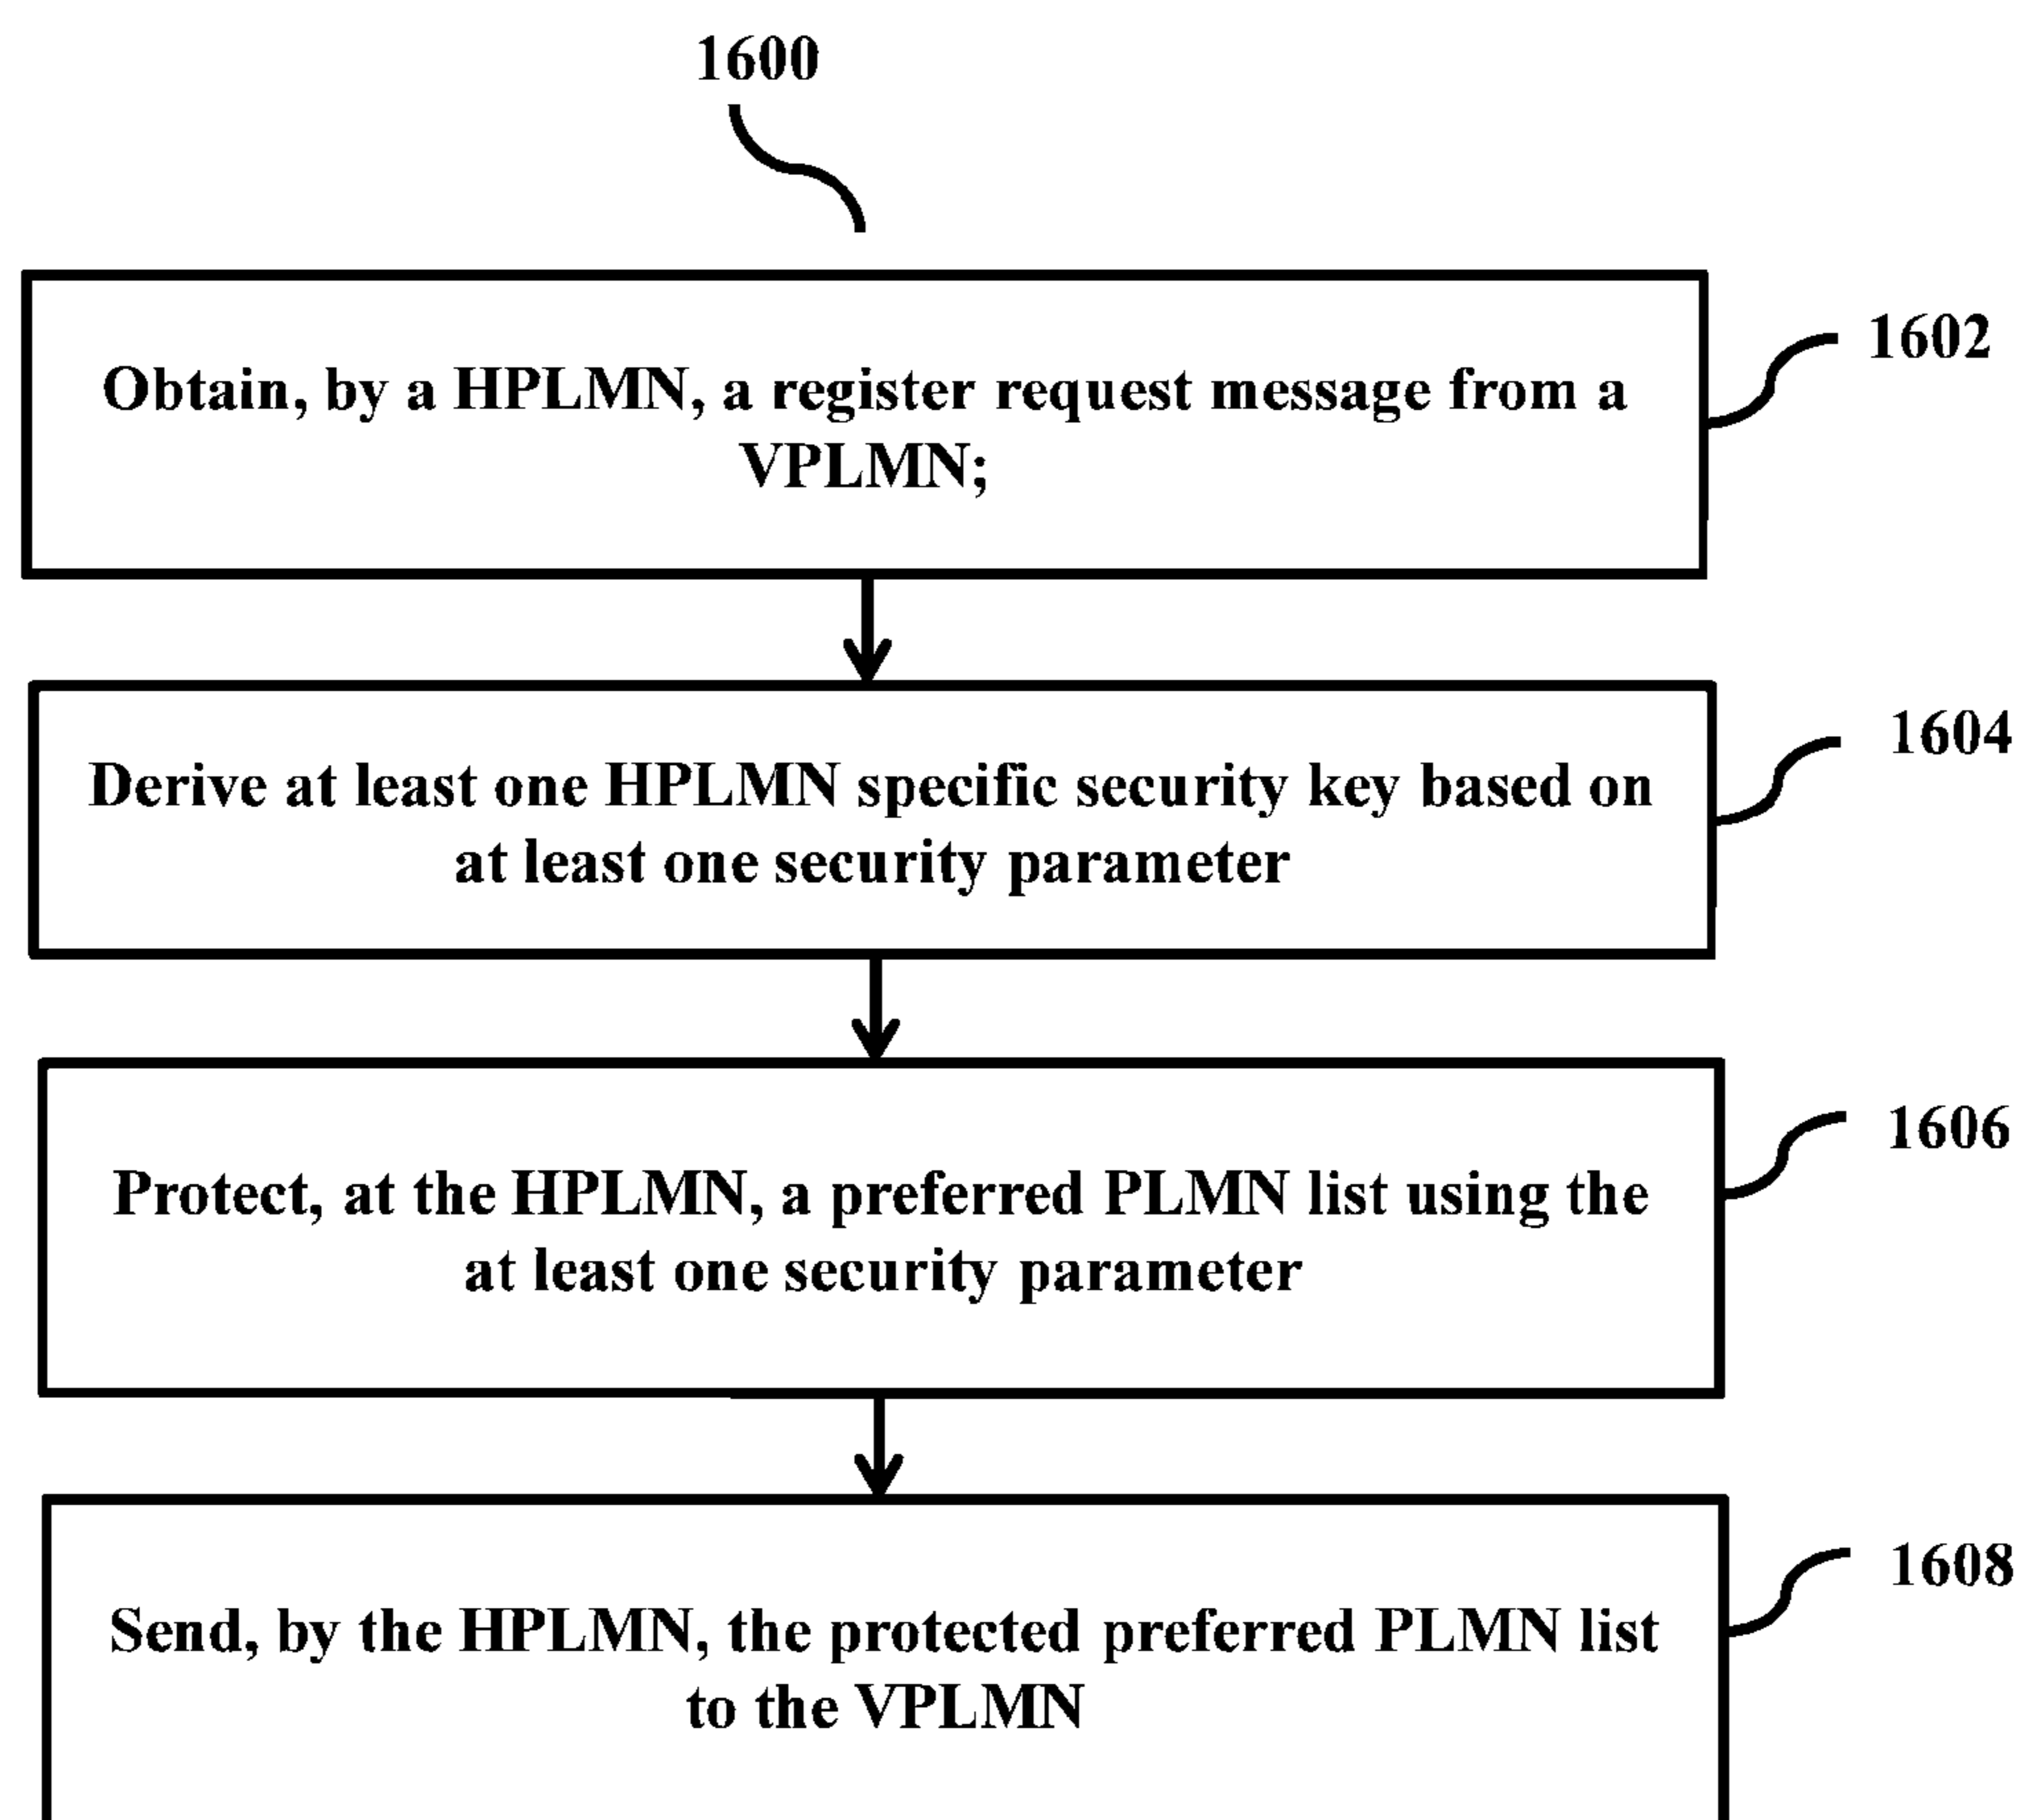 1600
Obtain, by a HPLMN, a register request message from a
VPLMN;
1602
Derive at least one HPLMN specific security key based on
at least one security parameter
1604
Protect, at the HPLMN, a preferred PLMN list using the
at least one security parameter
1606
Send, by the HPLMN, the protected preferred PLMN list
to the VPLMN
1608